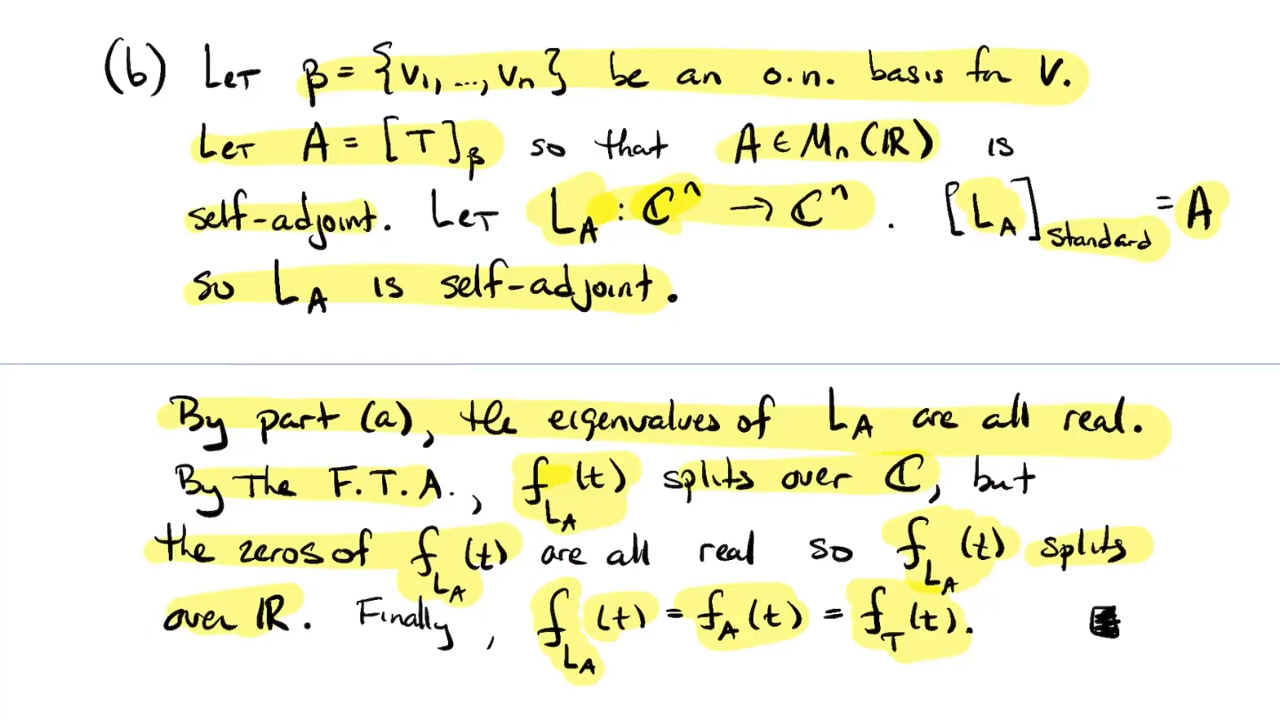 (b) Let β = {v₁, ..., vₙ} be an o.n. basis for V.
Let A = [T]_β so that A ∈ Mₙ(ℝ) is
self-adjoint. Let L_A : ℂⁿ → ℂⁿ. [L_A]_standard = A
so L_A is self-adjoint.
By part (a), the eigenvalues of L_A are all real.
By the F.T.A., f_{L_A}(t) splits over ℂ, but
the zeros of f_{L_A}(t) are all real so f_{L_A}(t) splits
over ℝ. Finally, f_{L_A}(t) = f_A(t) = f_T(t).